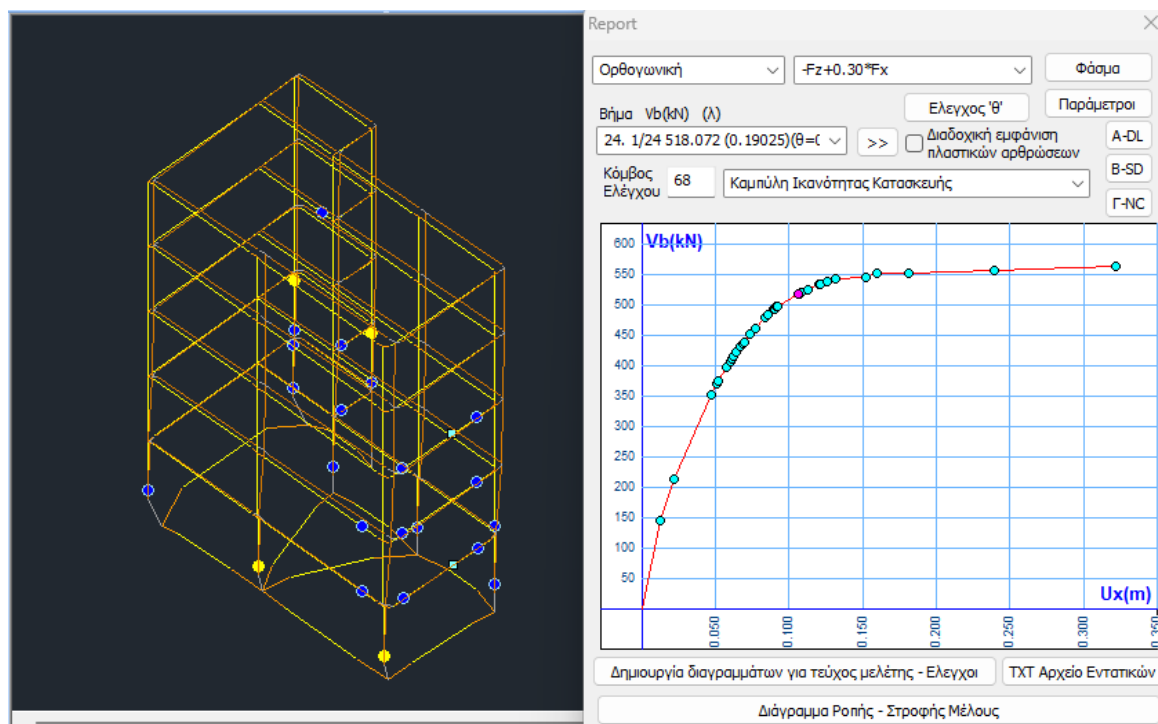 Report
Ορθογωνική
-Fz+0.30*Fx
Φάσμα
Βήμα Vb(kN) (λ)
Ελεγχος 'θ'
Παράμετροι
24. 1/24 518.072 (0.19025)(θ=0
>>
Διαδοχική εμφάνιση
πλαστικών αρθρώσεων
A-DL
Κόμβος
Ελέγχου
68
Καμπύλη Ικανότητας Κατασκευής
B-SD
Γ-NC
Vb(kN)
600
550
500
450
400
350
300
250
200
150
100
50
Ux(m)
0.050
0.100
0.150
0.200
0.250
0.300
0.350
Δημιουργία διαγραμμάτων για τεύχος μελέτης - Ελεγχοι
TXT Αρχείο Εντατικών
Διάγραμμα Ροπής - Στροφής Μέλους